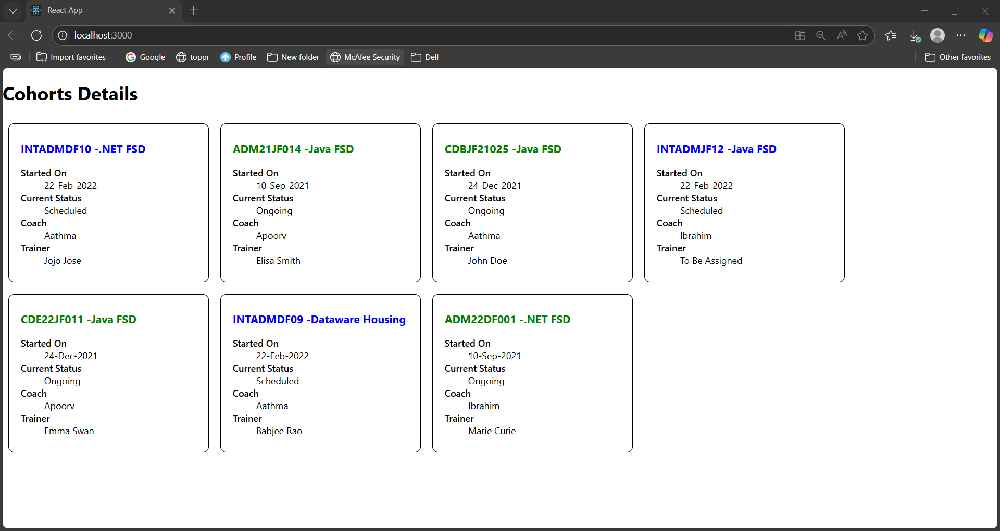 React App
localhost:3000
Import favorites
Google
toppr
Profile
New folder
McAfee Security
Dell
Other favorites
Cohorts Details
INTADMDF10 -.NET FSD
Started On
22-Feb-2022
Current Status
Scheduled
Coach
Aathma
Trainer
Jojo Jose
ADM21JF014 -Java FSD
Started On
10-Sep-2021
Current Status
Ongoing
Coach
Apoorv
Trainer
Elisa Smith
CDBJF21025 -Java FSD
Started On
24-Dec-2021
Current Status
Ongoing
Coach
Aathma
Trainer
John Doe
INTADMJF12 -Java FSD
Started On
22-Feb-2022
Current Status
Scheduled
Coach
Ibrahim
Trainer
To Be Assigned
CDE22JF011 -Java FSD
Started On
24-Dec-2021
Current Status
Ongoing
Coach
Apoorv
Trainer
Emma Swan
INTADMDF09 -Dataware Housing
Started On
22-Feb-2022
Current Status
Scheduled
Coach
Aathma
Trainer
Babjee Rao
ADM22DF001 -.NET FSD
Started On
10-Sep-2021
Current Status
Ongoing
Coach
Ibrahim
Trainer
Marie Curie